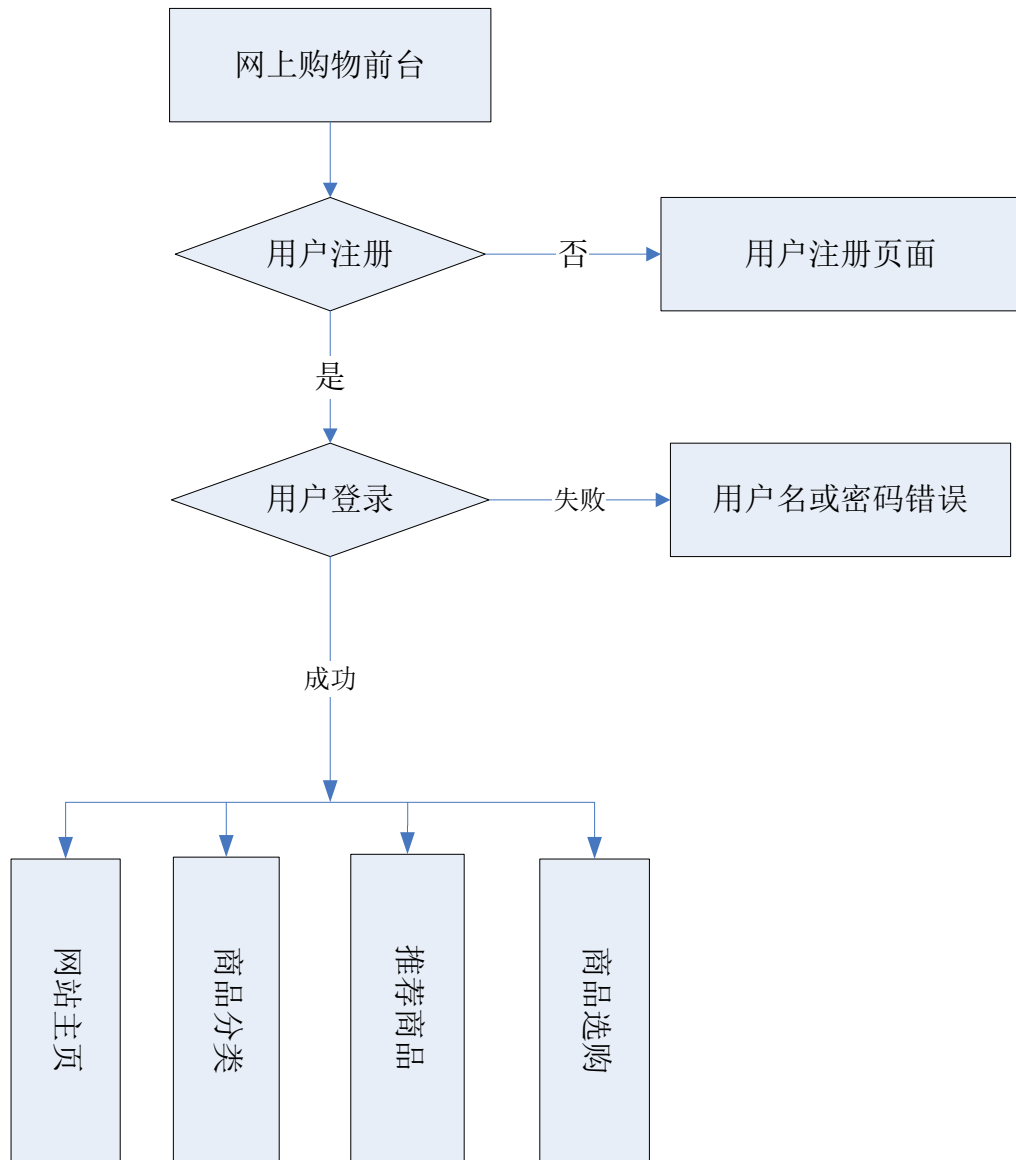 网上购物前台
用户注册
否
用户注册页面
是
用户登录
失败
用户名或密码错误
成功
网站主页
商品分类
推荐商品
商品选购